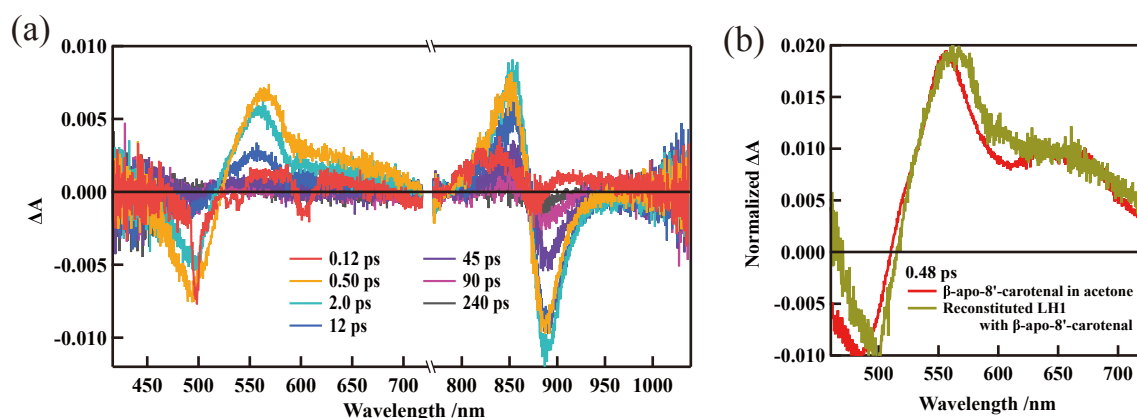 (a)
ΔA
0.010
0.005
0.000
-0.005
-0.010
0.12 ps
0.50 ps
2.0 ps
12 ps
45 ps
90 ps
240 ps
450 500 550 600 650 700 800 850 900 950 1000
Wavelength /nm
(b)
Normalized ΔA
0.020
0.015
0.010
0.005
0.000
-0.005
-0.010
0.48 ps
β-apo-8'-carotenal in acetone
Reconstituted LH1
with β-apo-8'-carotenal
500 550 600 650 700
Wavelength /nm